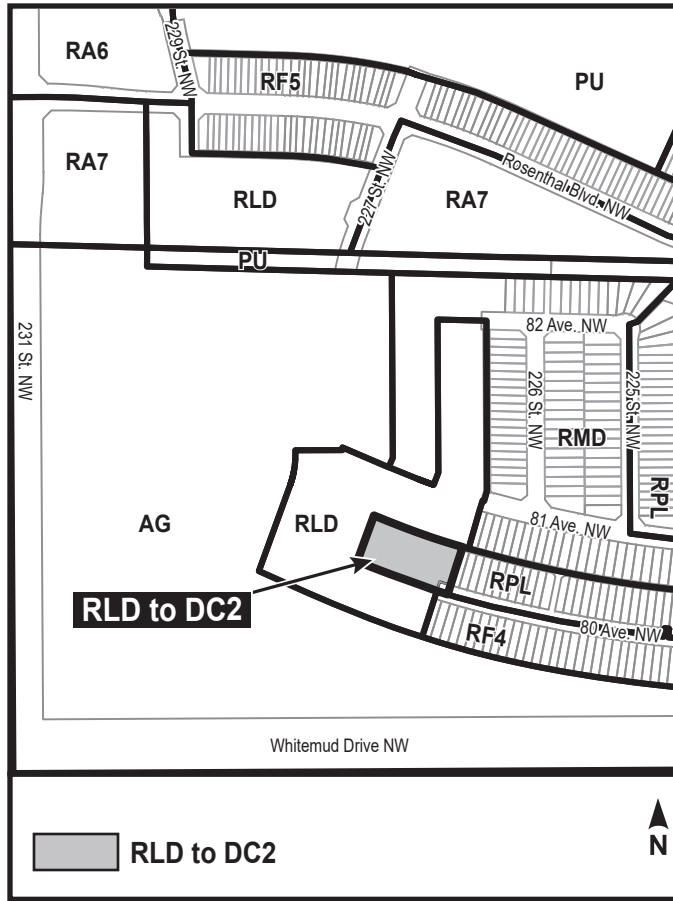 RA6
229 St. NW
RF5
PU
RA7
RLD
227 St. NW
RA7
Rosenthal Blvd. NW
PU
231 St. NW
82 Ave. NW
226 St. NW
225 St. NW
RMD
RPL
AG
RLD
81 Ave. NW
RPL
RLD to DC2
RF4
80 Ave. NW
Whitemud Drive NW
RLD to DC2
N